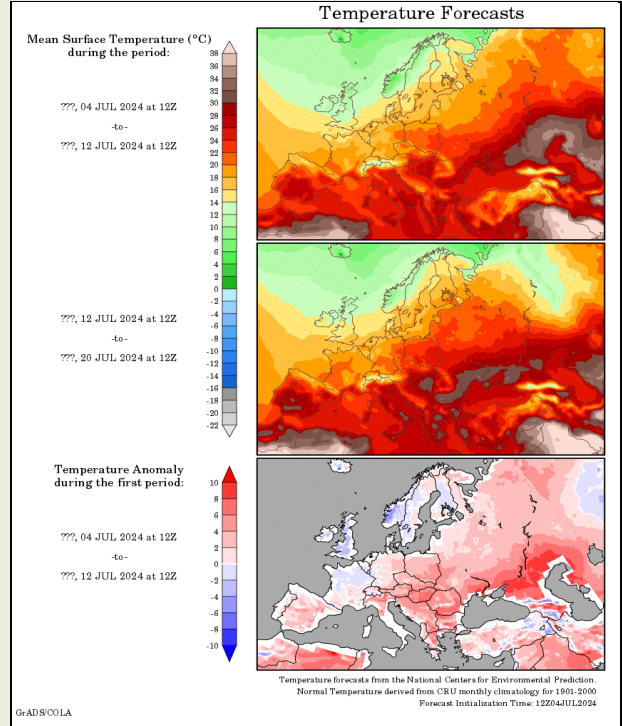 Temperature Forecasts
Mean Surface Temperature (°C)
during the period:
38
36
34
32
30
28
26
24
22
20
18
16
14
12
10
8
6
4
2
0
-2
-4
-6
-8
-10
-12
-14
-16
-18
-20
-22
???, 04 JUL 2024 at 12Z
-to-
???, 12 JUL 2024 at 12Z
???, 12 JUL 2024 at 12Z
-to-
???, 20 JUL 2024 at 12Z
Temperature Anomaly
during the first period:
10
8
6
4
2
0
-2
-4
-6
-8
-10
???, 04 JUL 2024 at 12Z
-to-
???, 12 JUL 2024 at 12Z
Temperature forecasts from the National Centers for Environmental Prediction.
Normal Temperature derived from CRU monthly climatology for 1901-2000
Forecast Initialization Time: 12Z04JUL2024
GrADS/COLA